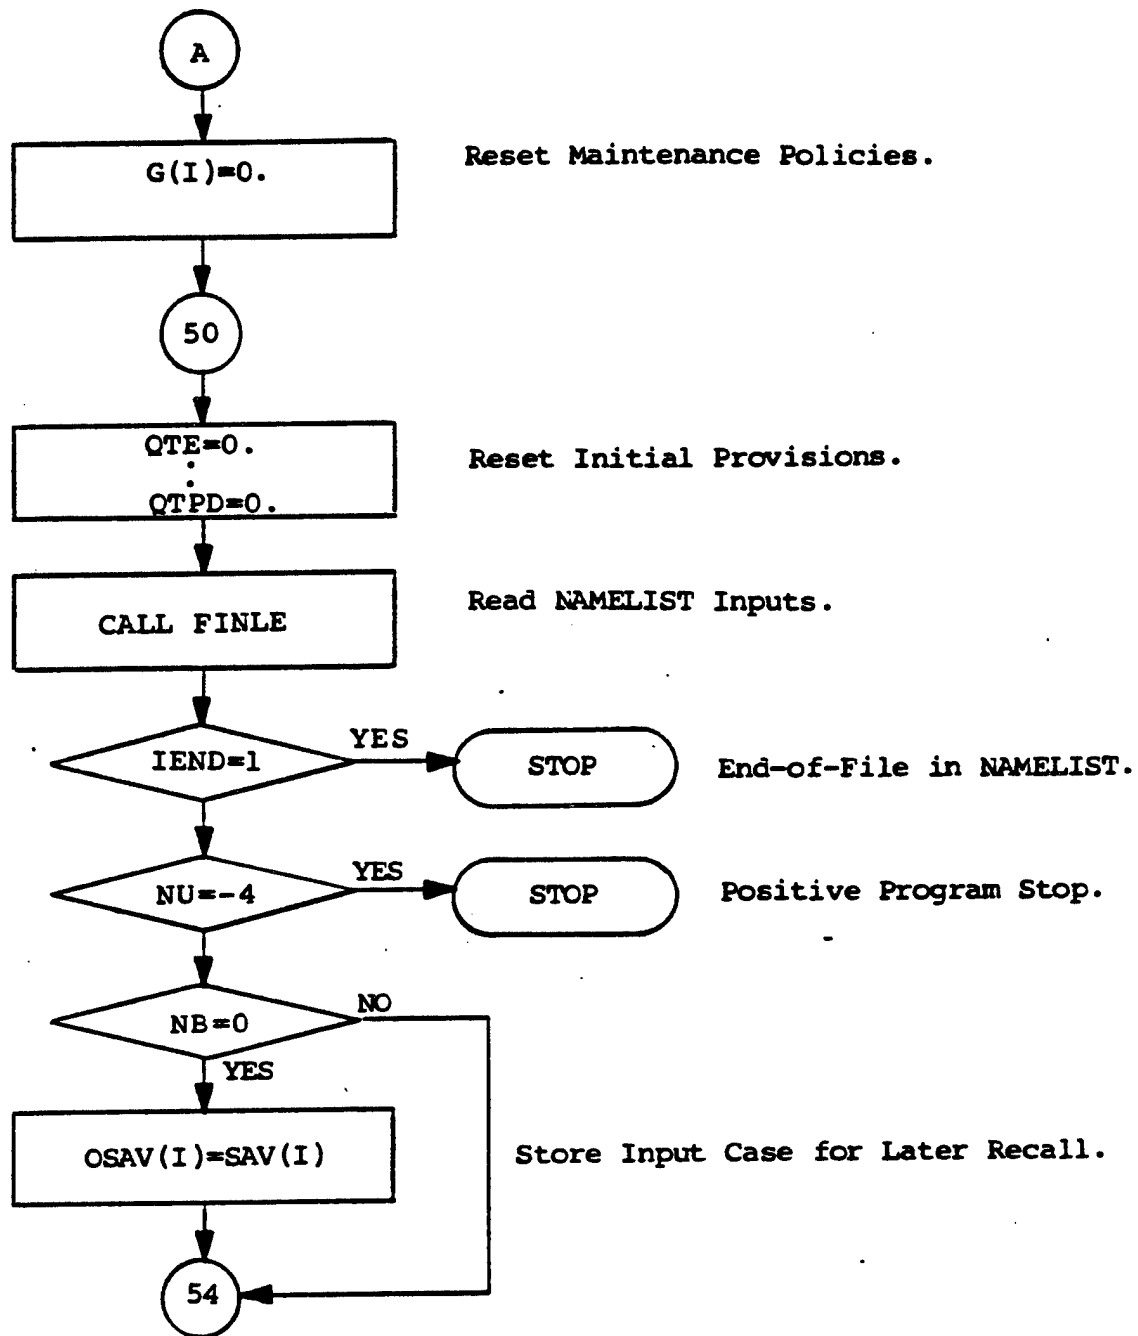 A
G(I)=0.
Reset Maintenance Policies.
50
QTE=0.
Reset Initial Provisions.
QTPD=0.
CALL FINLE
Read NAMELIST Inputs.
IEND=1
YES
STOP
End-of-File in NAMELIST.
NU=-4
YES
STOP
Positive Program Stop.
NB=0
NO
YES
OSAV(I)=SAV(I)
Store Input Case for Later Recall.
54